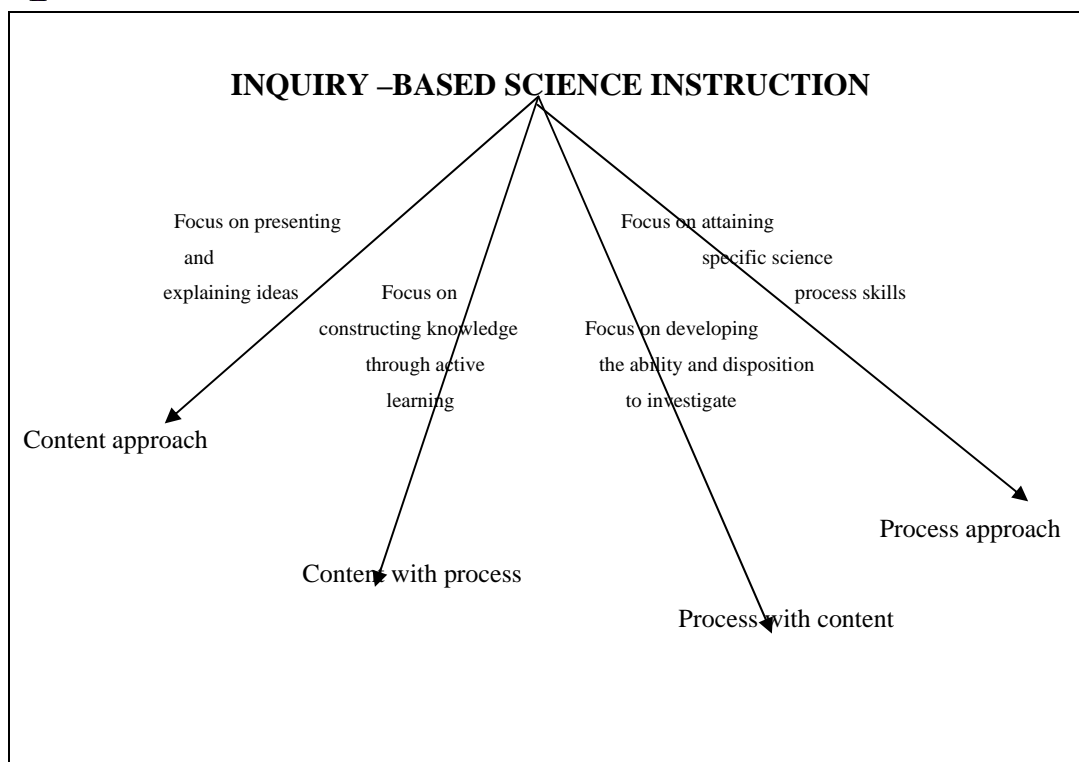 INQUIRY –BASED SCIENCE INSTRUCTION
Focus on presenting
and
explaining ideas
Focus on
constructing knowledge
through active
learning
Focus on attaining
specific science
process skills
Focus on developing
the ability and disposition
to investigate
Content approach
Content with process
Process with content
Process approach